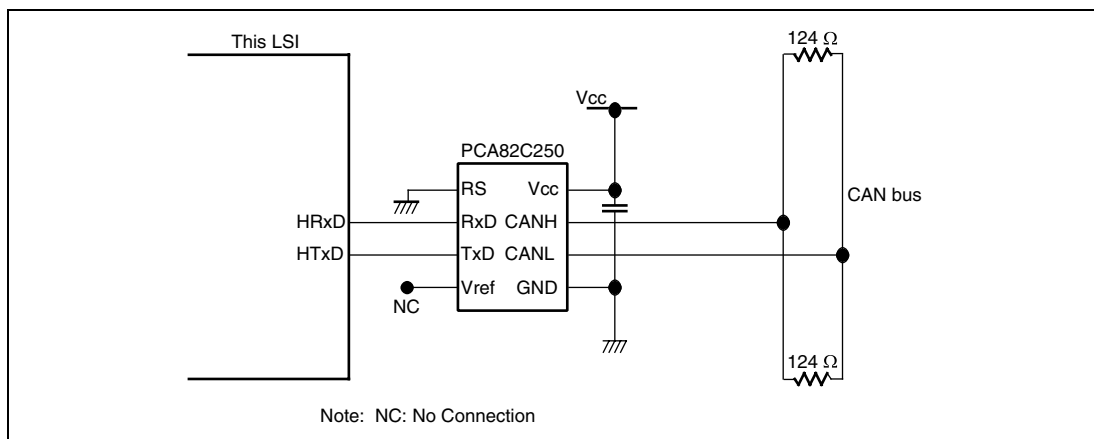 This LSI
124 Ω
Vcc
PCA82C250
RS
Vcc
CAN bus
HRxD
RxD
CANH
HTxD
TxD
CANL
Vref
GND
NC
124 Ω
Note: NC: No Connection